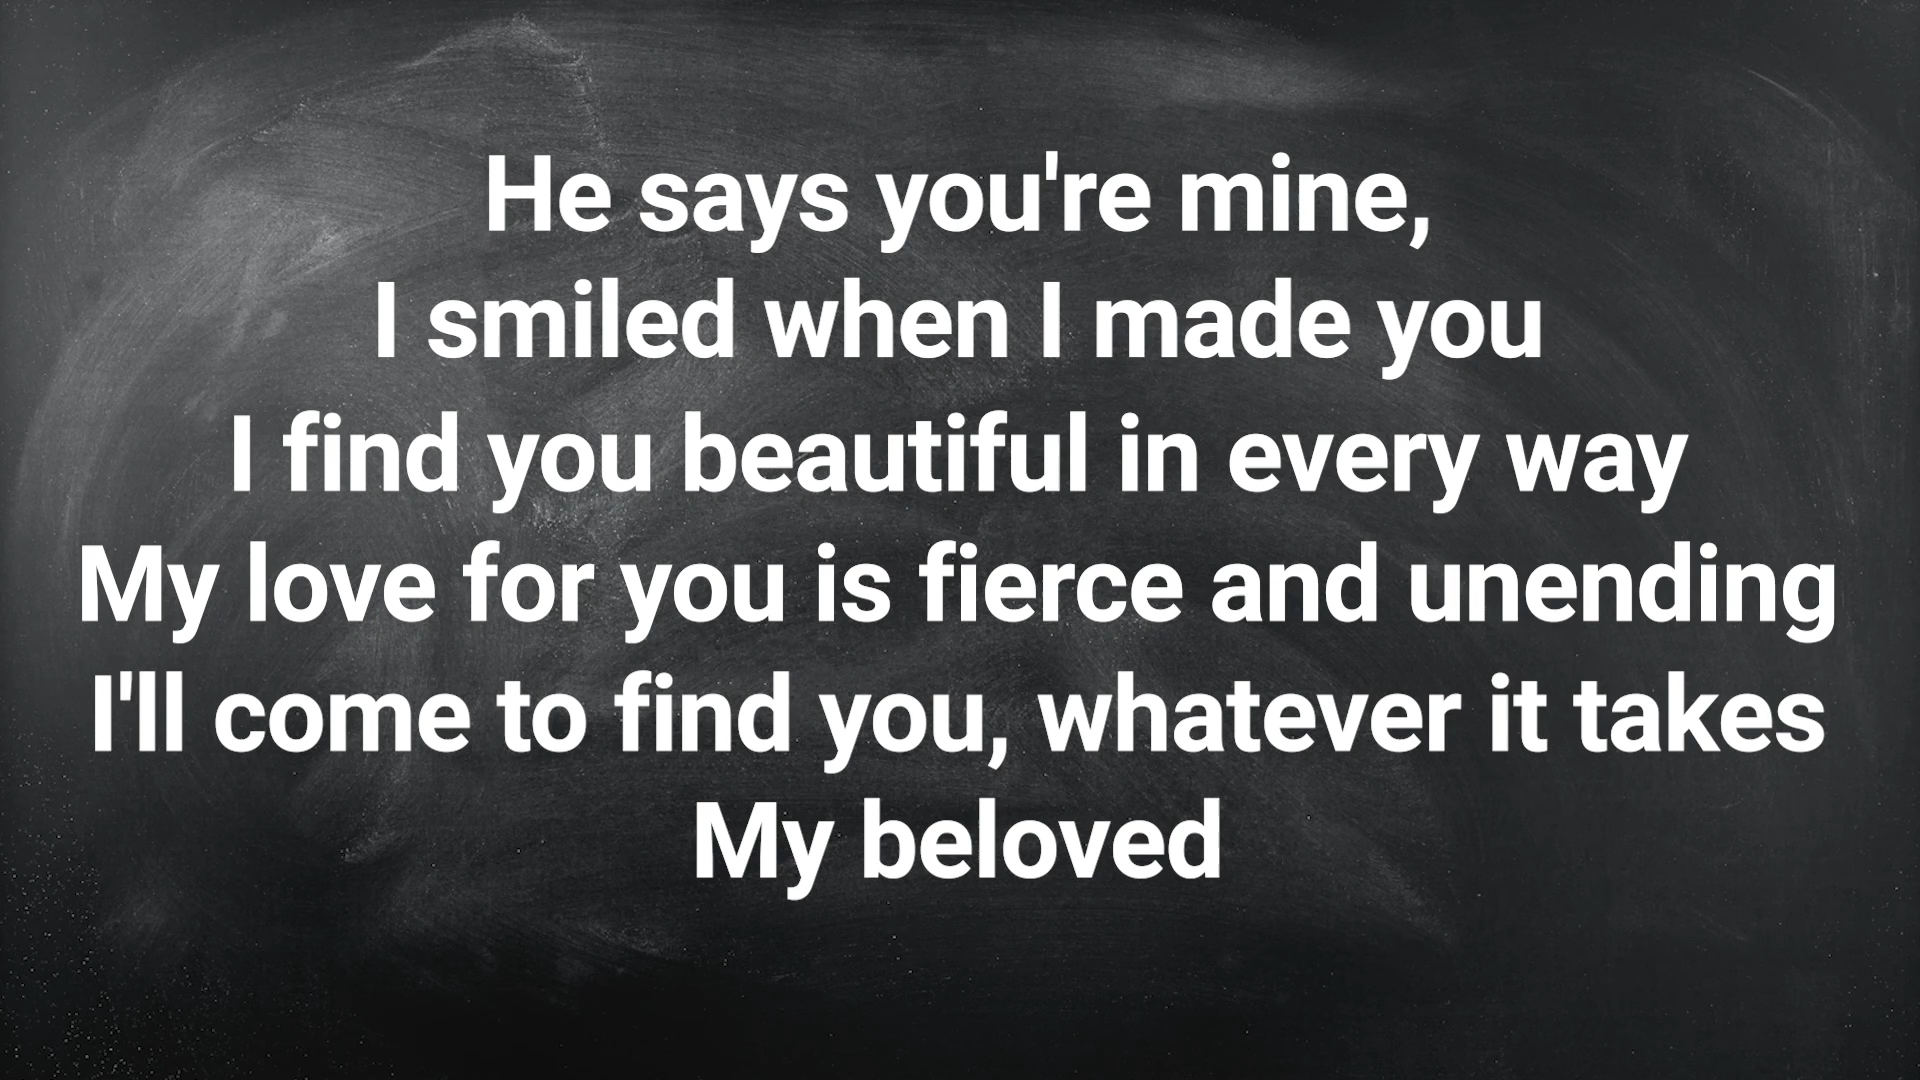 He says you're mine,
I smiled when I made you
I find you beautiful in every way
My love for you is fierce and unending
I'll come to find you, whatever it takes
My beloved